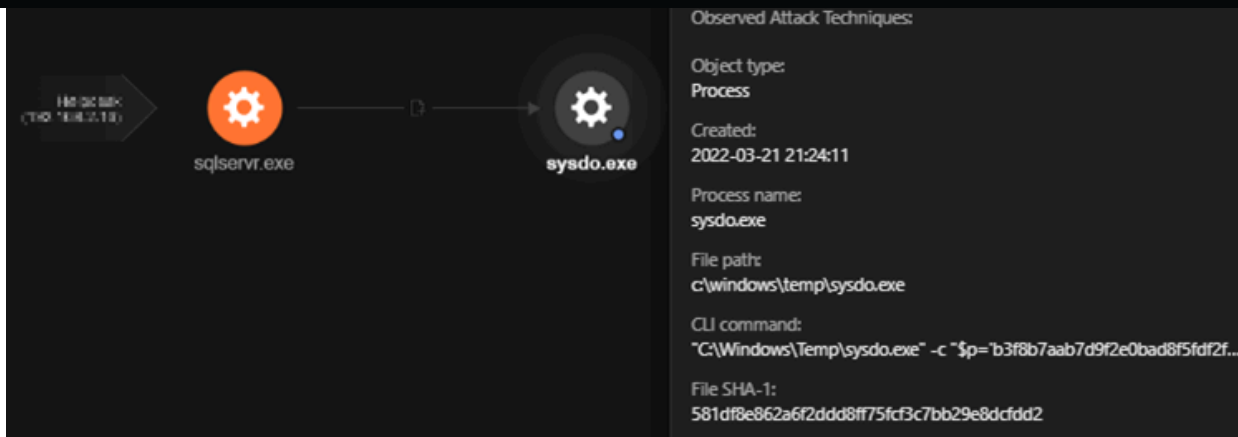 sqlservr.exe
sysdo.exe
Observed Attack Techniques:
Object type:
Process
Created:
2022-03-21 21:24:11
Process name:
sysdo.exe
File path:
c:\windows\temp\sysdo.exe
CLI command:
"C:\Windows\Temp\sysdo.exe" -c "$p='b3f8b7aab7d9f2e0bad8f5fdf2f...
File SHA-1:
581df8e862a6f2ddd8ff75fcf3c7bb29e8dcfdd2